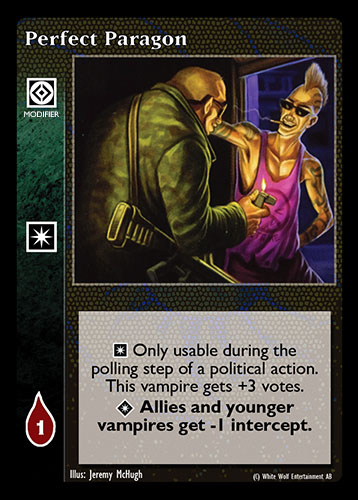 Perfect Paragon
MODIFIER
Only usable during the
polling step of a political action.
This vampire gets +3 votes.
Allies and younger
vampires get -1 intercept.
1
Illus: Jeremy McHugh
(C) White Wolf Entertainment AB